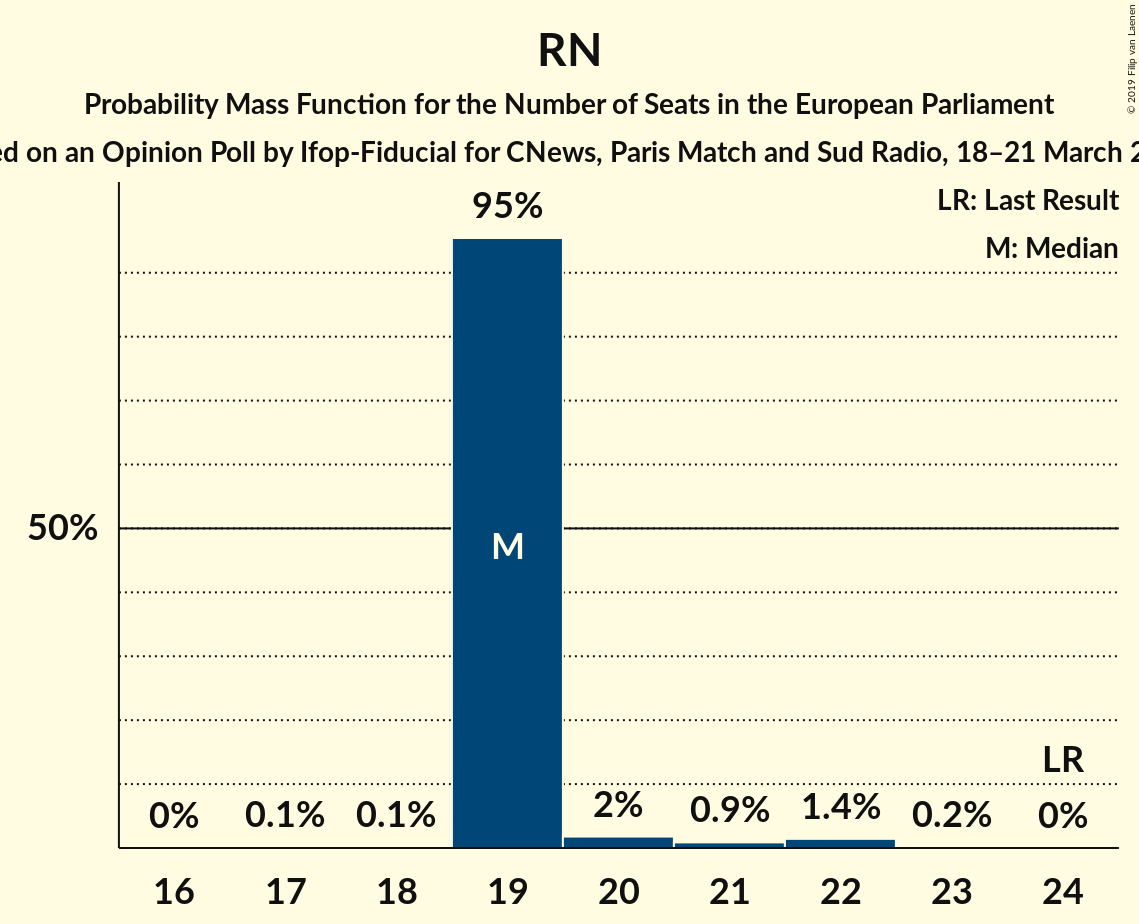 RN
Probability Mass Function for the Number of Seats in the European Parliament
on an Opinion Poll by Ifop-Fiducial for CNews, Paris Match and Sud Radio, 18–21 March
© 2019 Filip van Laenen
LR: Last Result
M: Median
95%
50%
M
LR
0% 0.1% 0.1% 2% 0.9% 1.4% 0.2% 0%
16 17 18 19 20 21 22 23 24